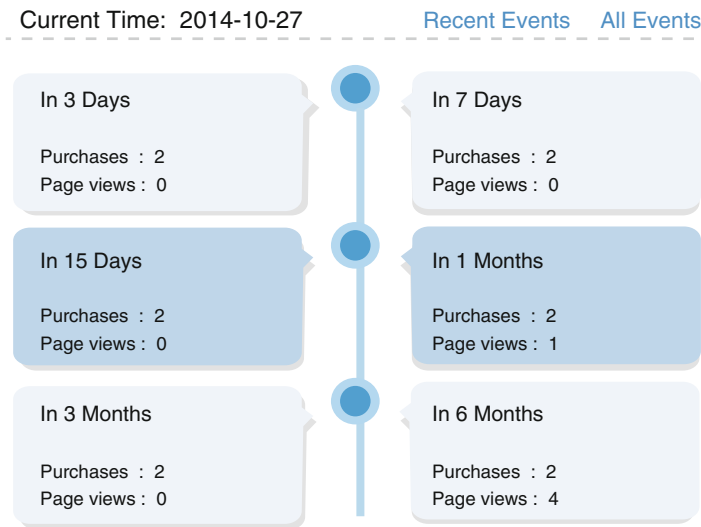 Current Time: 2014-10-27 Recent Events All Events
In 3 Days
Purchases : 2
Page views : 0
In 7 Days
Purchases : 2
Page views : 0
In 15 Days
Purchases : 2
Page views : 0
In 1 Months
Purchases : 2
Page views : 1
In 3 Months
Purchases : 2
Page views : 0
In 6 Months
Purchases : 2
Page views : 4